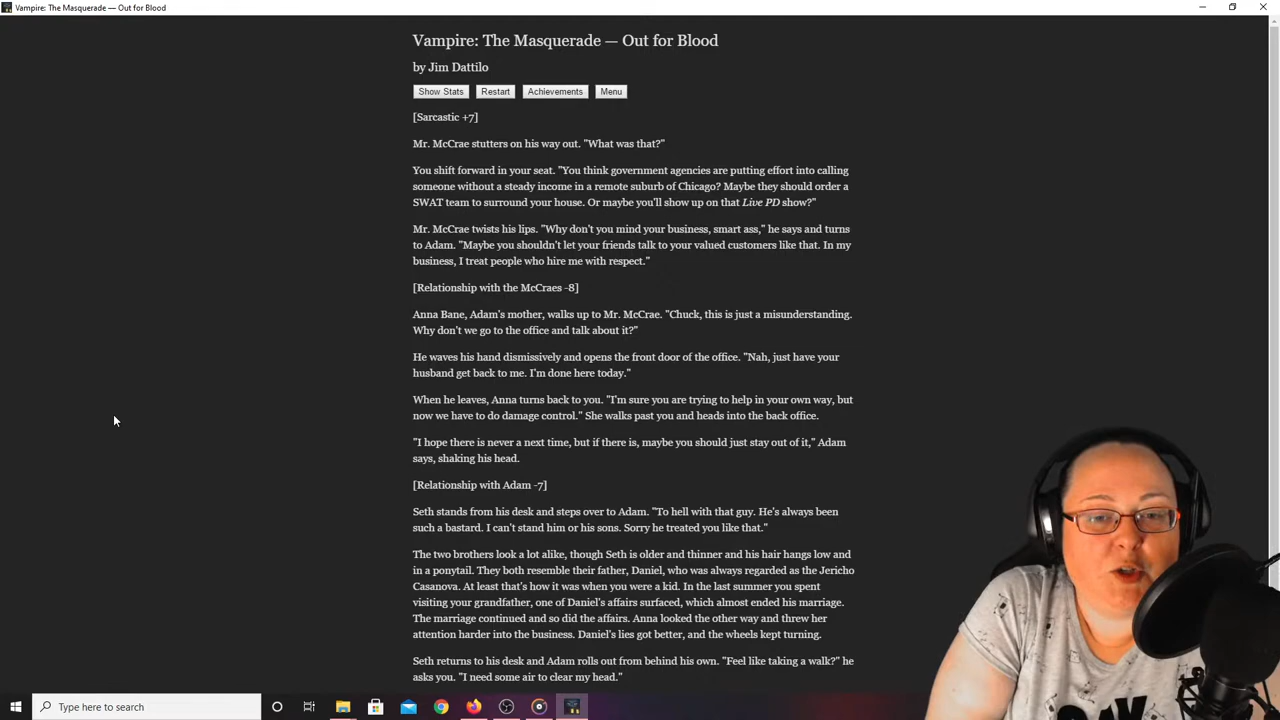 Vampire: The Masquerade — Out for Blood
Vampire: The Masquerade — Out for Blood
by Jim Dattilo
Show Stats Restart Achievements Menu
[Sarcastic +7]
Mr. McCrae stutters on his way out. "What was that?"
You shift forward in your seat. "You think government agencies are putting effort into calling
someone without a steady income in a remote suburb of Chicago? Maybe they should order a
SWAT team to surround your house. Or maybe you'll show up on that Live PD show?"
Mr. McCrae twists his lips. "Why don't you mind your business, smart ass," he says and turns
to Adam. "Maybe you shouldn't let your friends talk to your valued customers like that. In my
business, I treat people who hire me with respect."
[Relationship with the McCraes -8]
Anna Bane, Adam's mother, walks up to Mr. McCrae. "Chuck, this is just a misunderstanding.
Why don't we go to the office and talk about it?"
He waves his hand dismissively and opens the front door of the office. "Nah, just have your
husband get back to me. I'm done here today."
When he leaves, Anna turns back to you. "I'm sure you are trying to help in your own way, but
now we have to do damage control." She walks past you and heads into the back office.
"I hope there is never a next time, but if there is, maybe you should just stay out of it," Adam
says, shaking his head.
[Relationship with Adam -7]
Seth stands from his desk and steps over to Adam. "To hell with that guy. He's always been
such a bastard. I can't stand him or his sons. Sorry he treated you like that."
The two brothers look a lot alike, though Seth is older and thinner and his hair hangs low and
in a ponytail. They both resemble their father, Daniel, who was always regarded as the Jericho
Casanova. At least that's how it was when you were a kid. In the last summer you spent
visiting your grandfather, one of Daniel's affairs surfaced, which almost ended his marriage.
The marriage continued and so did the affairs. Anna looked the other way and threw her
attention harder into the business. Daniel's lies got better, and the wheels kept turning.
Seth returns to his desk and Adam rolls out from behind his own. "Feel like taking a walk?" he
asks you. "I need some air to clear my head."
Type here to search